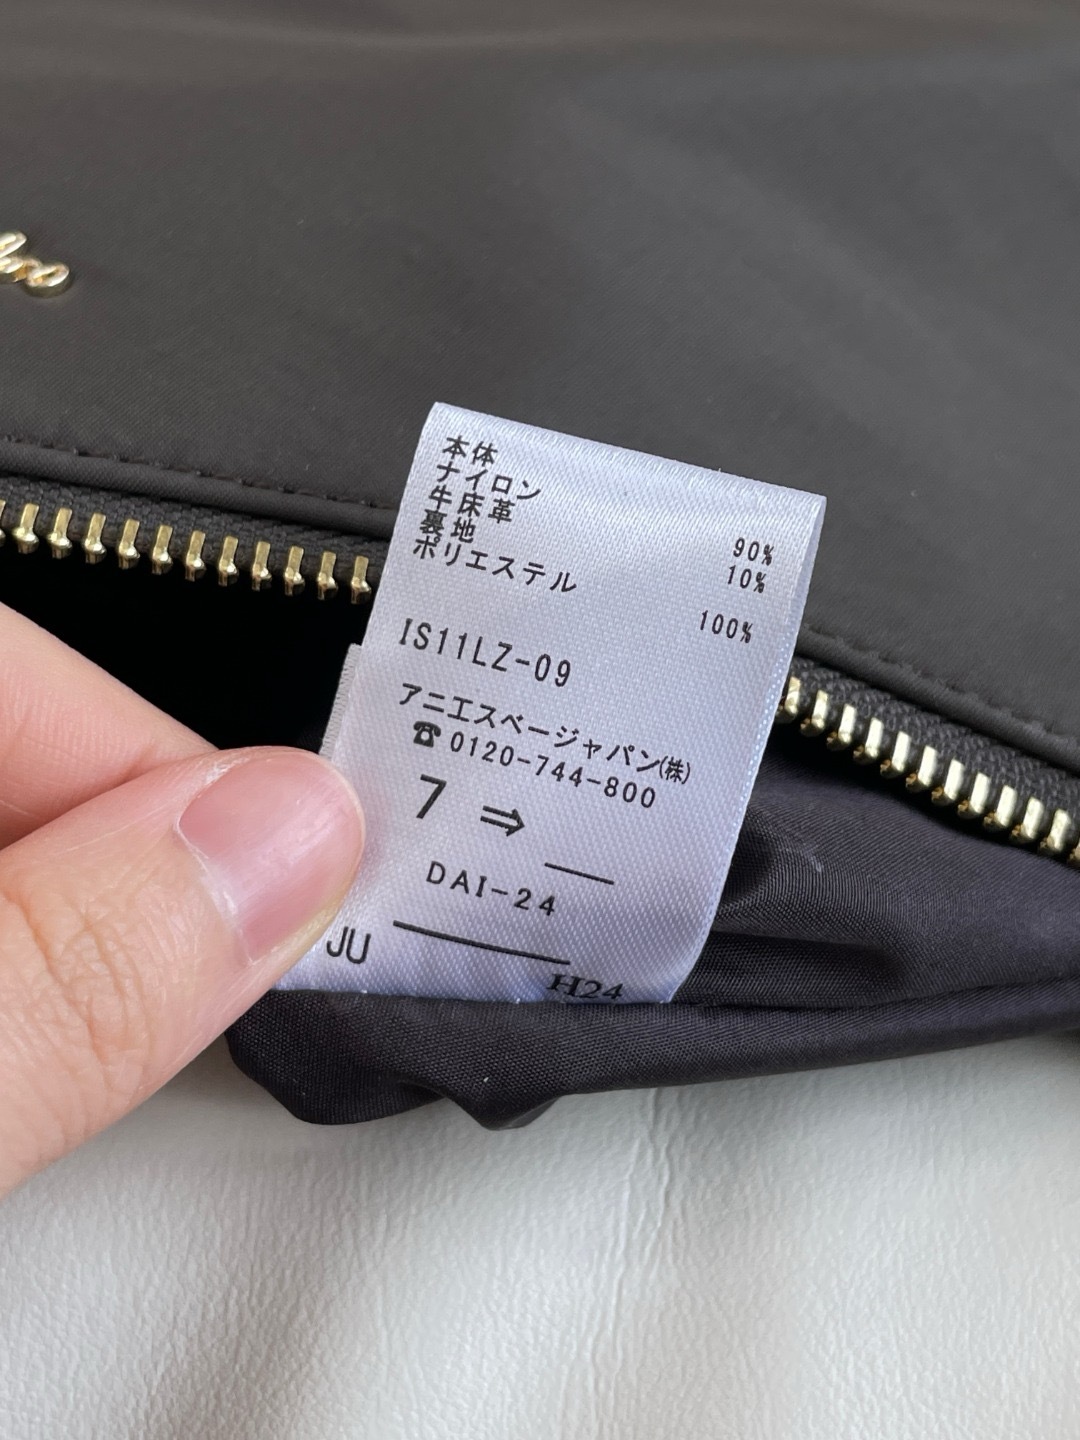 本体
ナイロン 90%
牛床革 10%
裏地
ポリエステル 100%
IS11LZ-09
アニエスベージャパン(株)
☎0120-744-800
7 ⇒
DAI-24
JU
H24